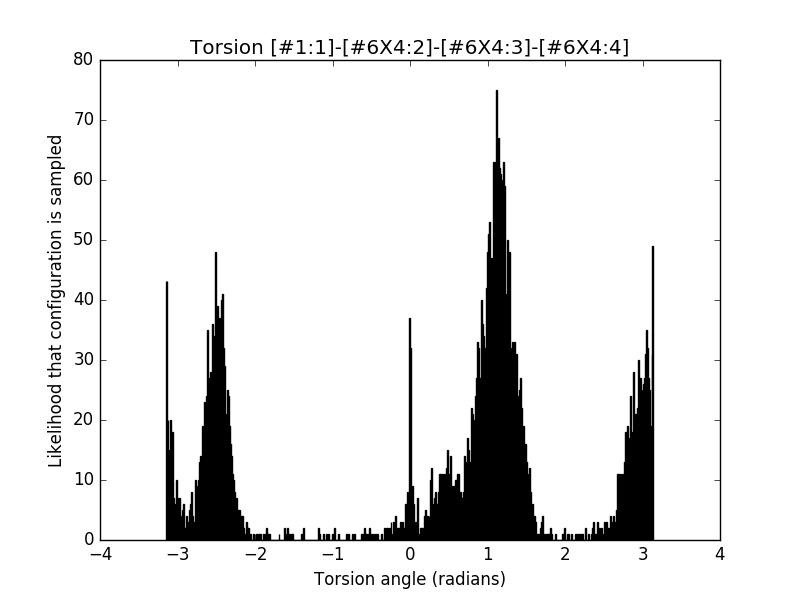 Torsion [#1:1]-[#6X4:2]-[#6X4:3]-[#6X4:4]
80
70
60
50
40
30
20
10
0
Likelihood that configuration is sampled
−4 −3 −2 −1 0 1 2 3 4
Torsion angle (radians)